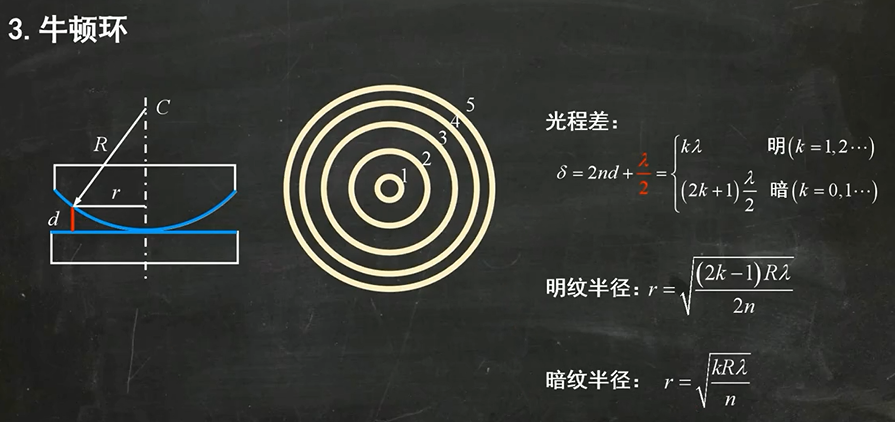 3. 牛顿环
C
R
r
d
1
2
3
4
5
光程差：
δ = 2nd + λ/2 = { kλ 明(k = 1,2⋯)
(2k+1) λ/2 暗(k = 0,1⋯)
明纹半径： r = √((2k−1)Rλ / 2n)
暗纹半径： r = √(kRλ / n)